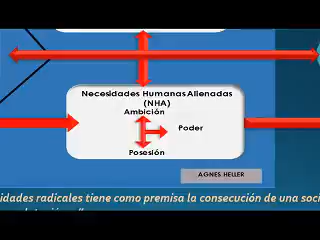 Necesidades Humanas Alienadas
(NHA)
Ambición
Poder
Posesión
AGNES HELLER
idades radicales tiene como premisa la consecución de una soci